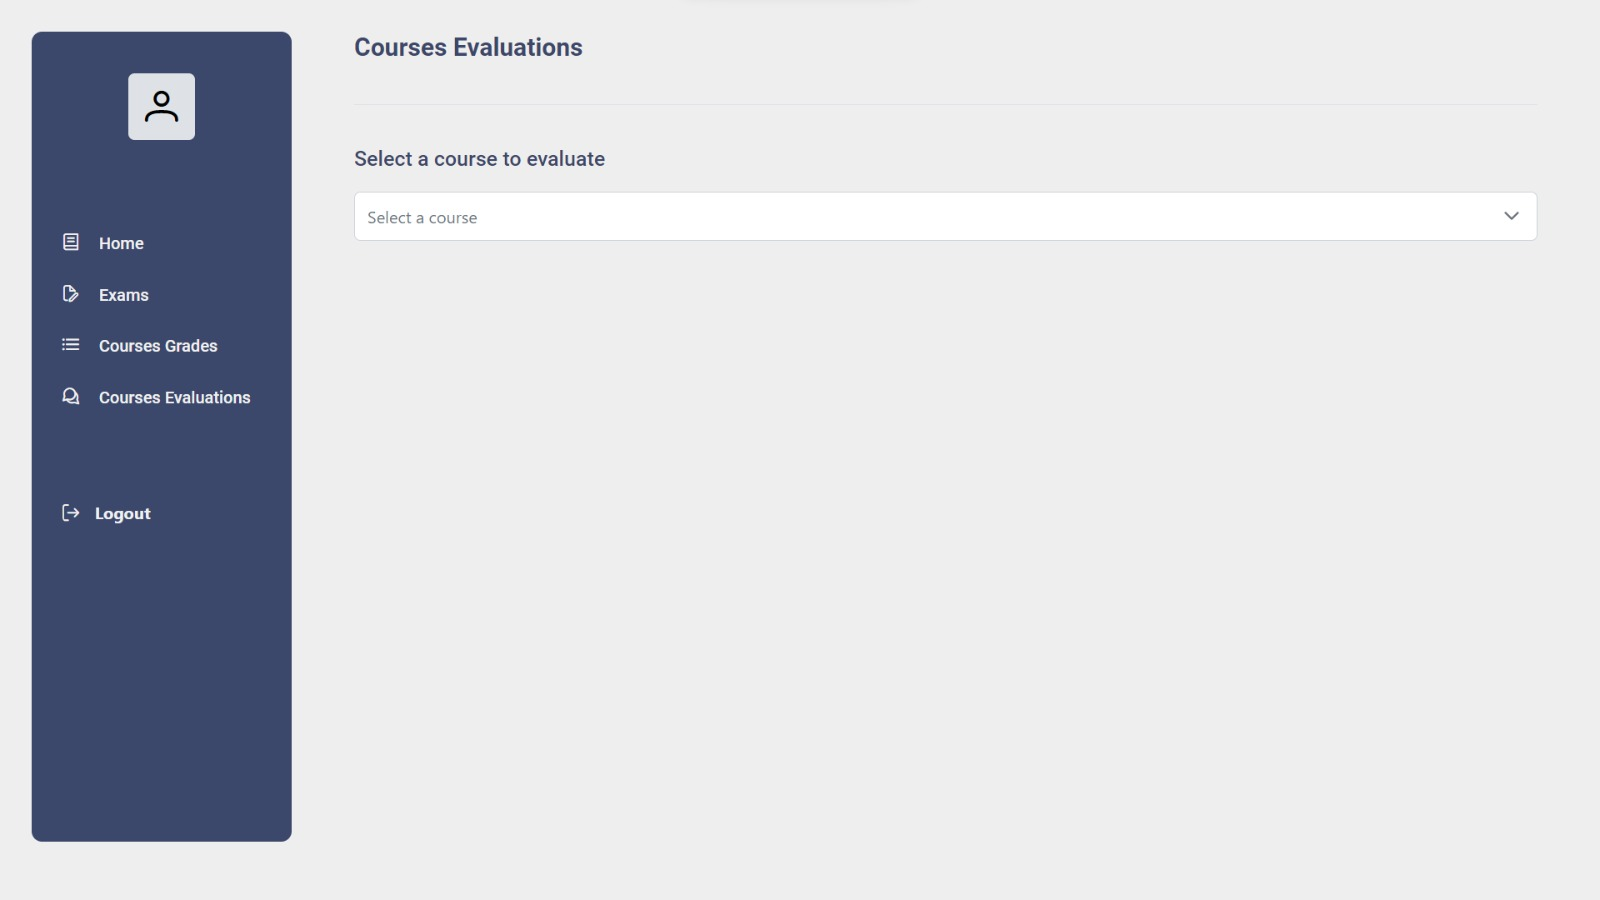 Courses Evaluations
Select a course to evaluate
Select a course
Home
Exams
Courses Grades
Courses Evaluations
Logout